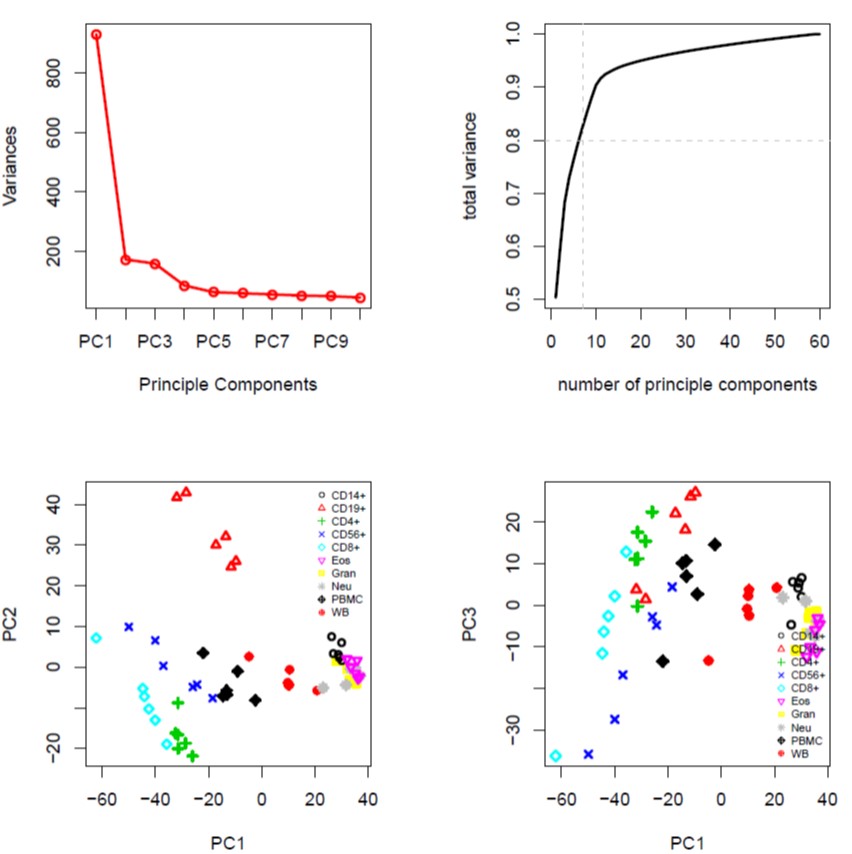 Variances
800
600
400
200
PC1 PC3 PC5 PC7 PC9
Principle Components
total variance
1.0
0.9
0.8
0.7
0.6
0.5
0 10 20 30 40 50 60
number of principle components
PC2
40
30
20
10
0
−20
CD14+
CD19+
CD4+
CD56+
CD8+
Eos
Gran
Neu
PBMC
WB
−60 −40 −20 0 20 40
PC1
PC3
20
10
0
−10
−30
CD14+
CD19+
CD4+
CD56+
CD8+
Eos
Gran
Neu
PBMC
WB
−60 −40 −20 0 20 40
PC1